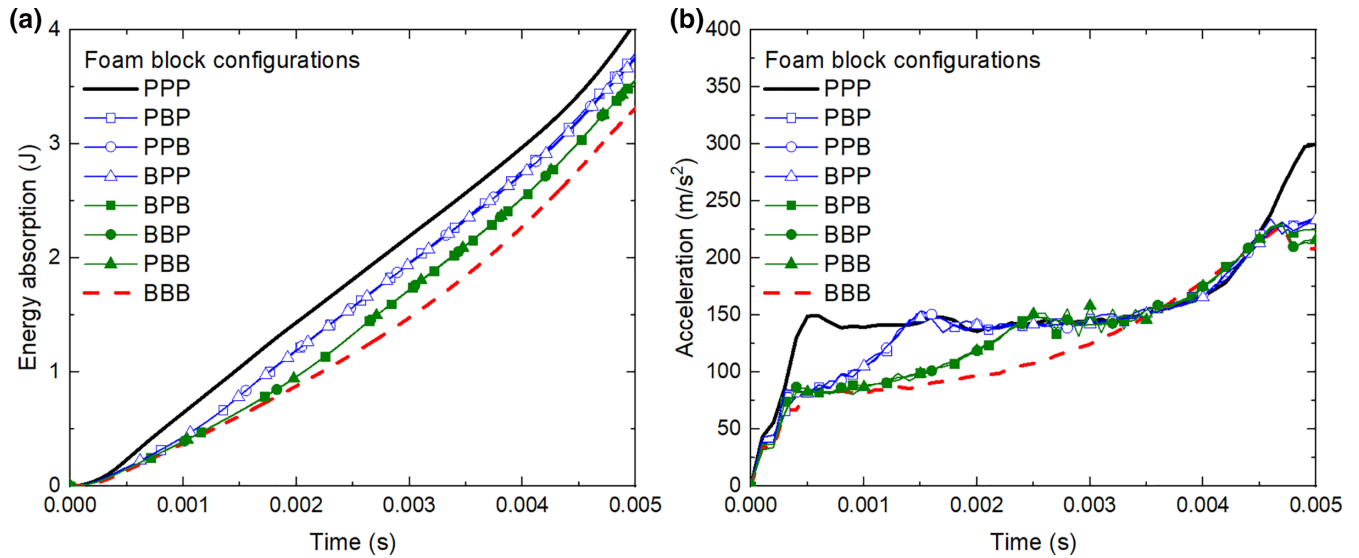 (a)
Foam block configurations
PPP
PBP
PPB
BPP
BPB
BBP
PBB
BBB
Energy absorption (J)
4
3
2
1
0
0.000 0.001 0.002 0.003 0.004 0.005
Time (s)
(b)
Foam block configurations
PPP
PBP
PPB
BPP
BPB
BBP
PBB
BBB
Acceleration (m/s²)
400
350
300
250
200
150
100
50
0
0.000 0.001 0.002 0.003 0.004 0.005
Time (s)